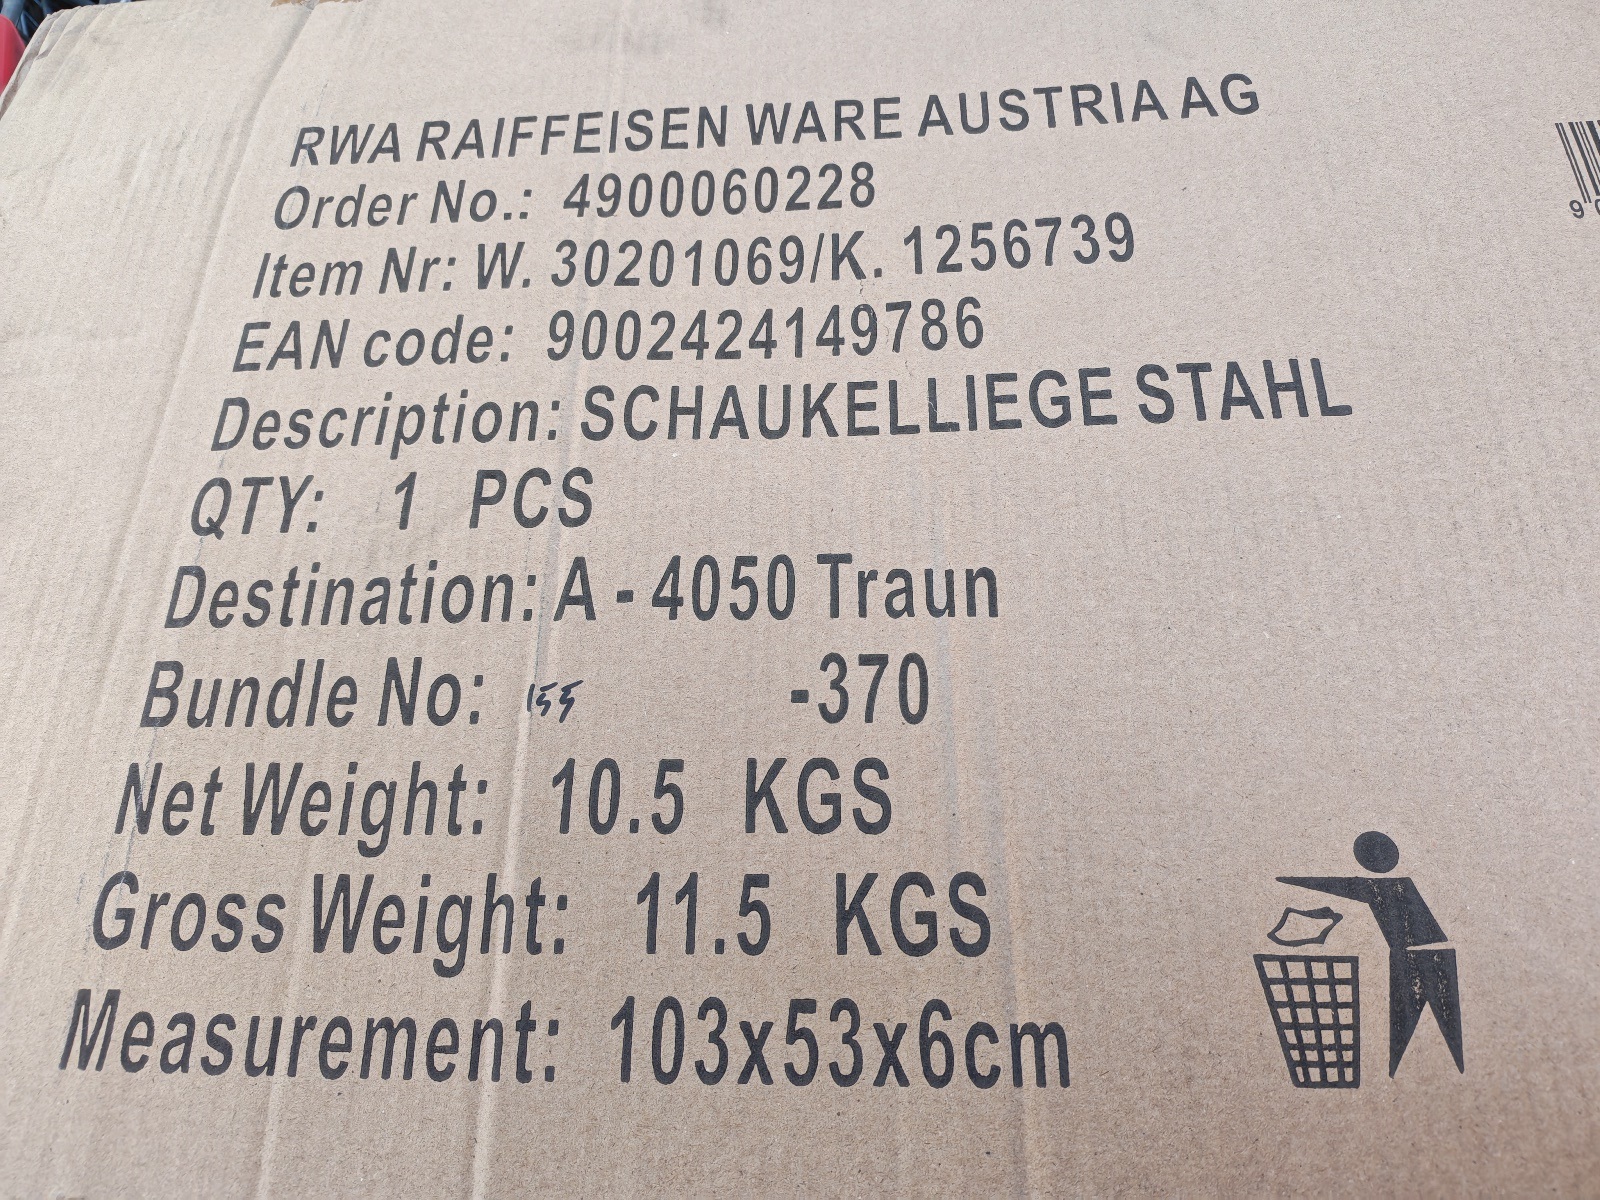 RWA RAIFFEISEN WARE AUSTRIA AG
Order No.: 4900060228
Item Nr: W. 30201069/K. 1256739
EAN code: 9002424149786
Description: SCHAUKELLIEGE STAHL
QTY: 1 PCS
Destination: A - 4050 Traun
Bundle No: 155 -370
Net Weight: 10.5 KGS
Gross Weight: 11.5 KGS
Measurement: 103x53x6cm
9